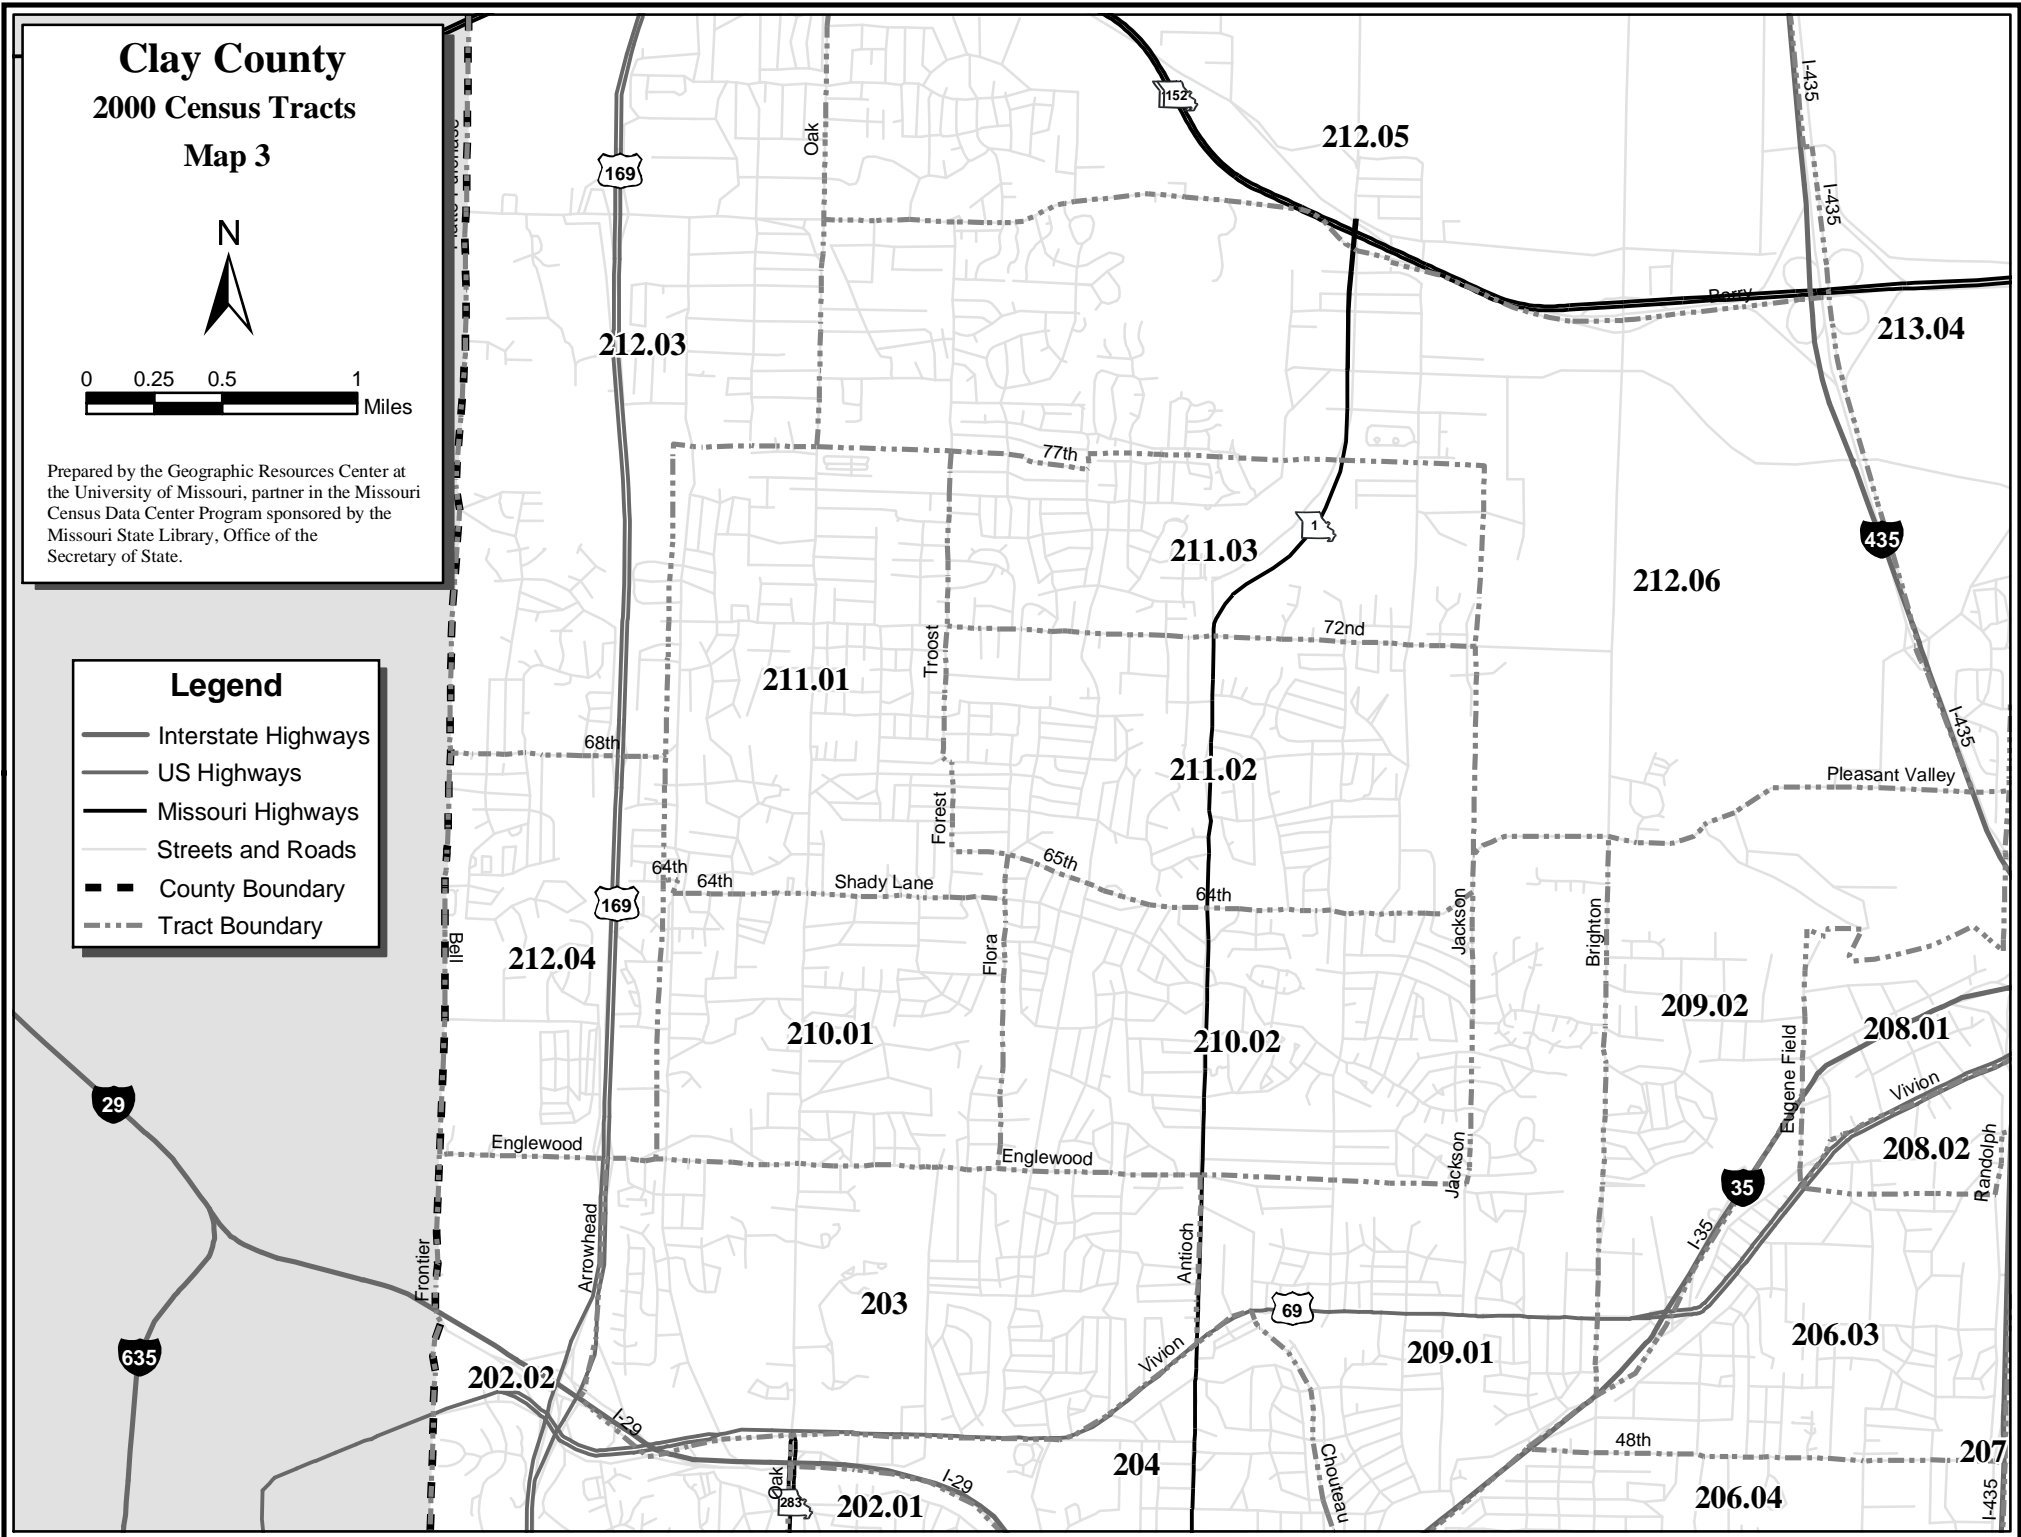 Clay County
2000 Census Tracts
Map 3
N
0 0.25 0.5 1
Miles
Prepared by the Geographic Resources Center at
the University of Missouri, partner in the Missouri
Census Data Center Program sponsored by the
Missouri State Library, Office of the
Secretary of State.
Legend
Interstate Highways
US Highways
Missouri Highways
Streets and Roads
County Boundary
Tract Boundary
152
I-435
212.05
Oak
169
I-435
Barry
213.04
212.03
77th
1
435
211.03
212.06
72nd
Troost
211.01
I-435
68th
211.02
Pleasant Valley
Forest
65th
64th
64th
Shady Lane
64th
169
Jackson
Brighton
Bell
212.04
Flora
209.02
208.01
210.01
210.02
Eugene Field
Vivion
29
Englewood
Englewood
Jackson
208.02
Randolph
35
I-35
Arrowhead
Antioch
Frontier
203
69
206.03
635
Vivion
209.01
202.02
I-29
48th
207
204
Chouteau
Oak
I-29
283
202.01
206.04
I-435